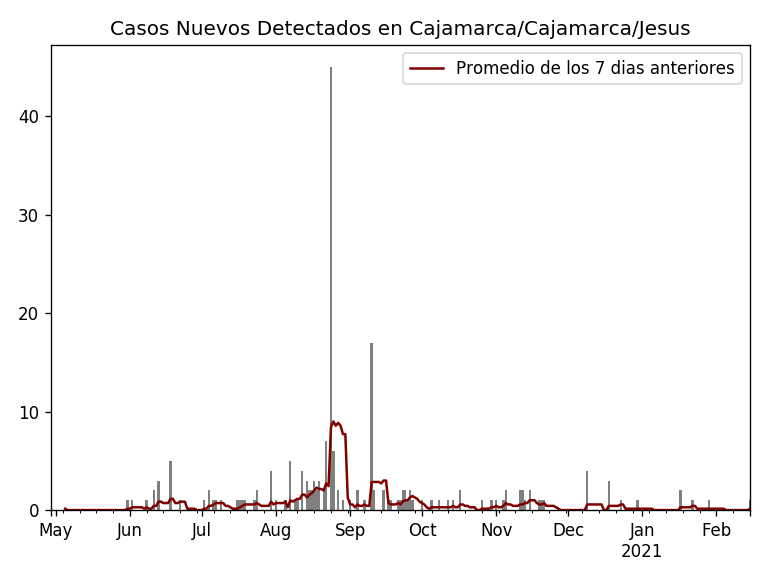 Casos Nuevos Detectados en Cajamarca/Cajamarca/Jesus
Promedio de los 7 dias anteriores
40
30
20
10
0
May Jun Jul Aug Sep Oct Nov Dec Jan Feb
2021